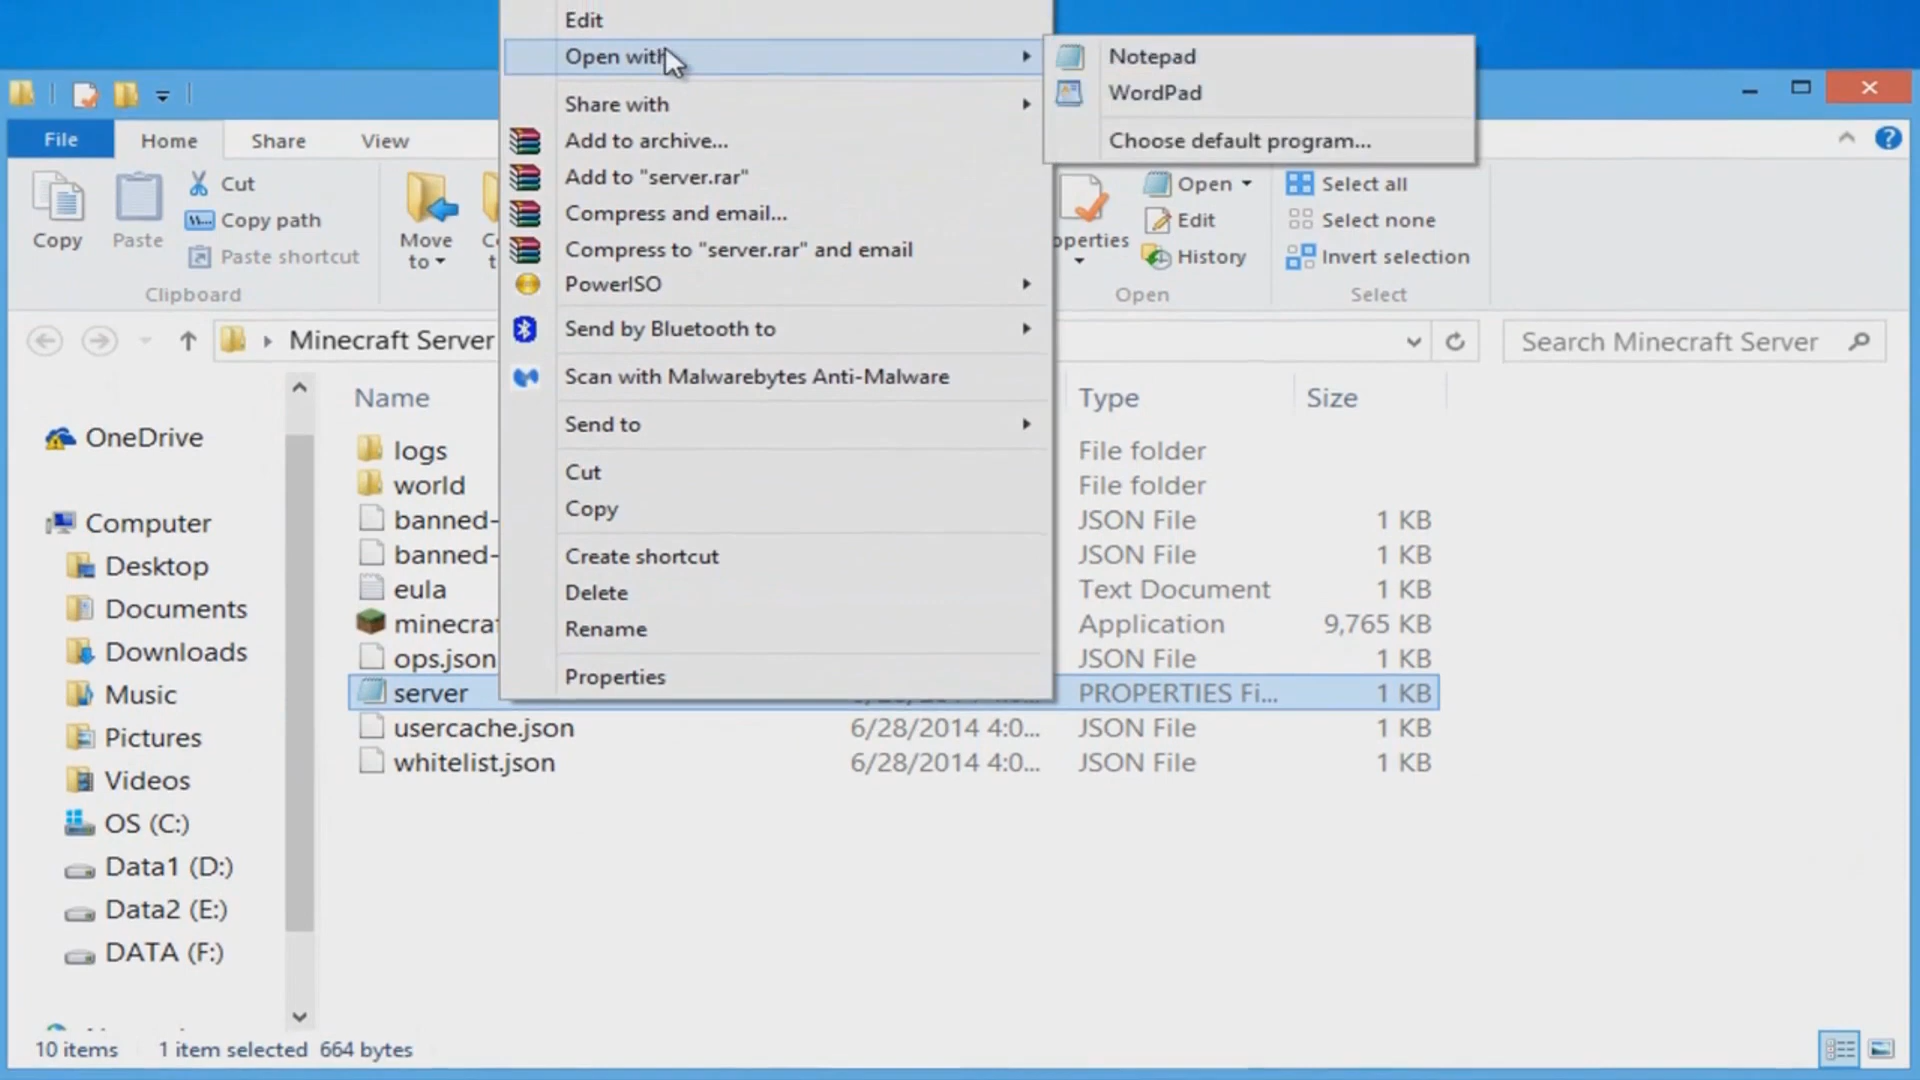 Edit
Open with
Notepad
WordPad
Choose default program...
Share with
Add to archive...
Add to "server.rar"
Compress and email...
Compress to "server.rar" and email
PowerISO
Send by Bluetooth to
Scan with Malwarebytes Anti-Malware
Send to
Cut
Copy
Create shortcut
Delete
Rename
Properties
File
Home
Share
View
Copy
Paste
Cut
Copy path
Paste shortcut
Clipboard
Move
to
Open
Edit
History
Open
Select all
Select none
Invert selection
Select
Minecraft Server
Search Minecraft Server
OneDrive
Computer
Desktop
Documents
Downloads
Music
Pictures
Videos
OS (C:)
Data1 (D:)
Data2 (E:)
DATA (F:)
Name Type Size
logs File folder
world File folder
banned- JSON File 1 KB
banned- JSON File 1 KB
eula Text Document 1 KB
minecra Application 9,765 KB
ops.json JSON File 1 KB
server PROPERTIES Fi... 1 KB
usercache.json 6/28/2014 4:0... JSON File 1 KB
whitelist.json 6/28/2014 4:0... JSON File 1 KB
10 items 1 item selected 664 bytes